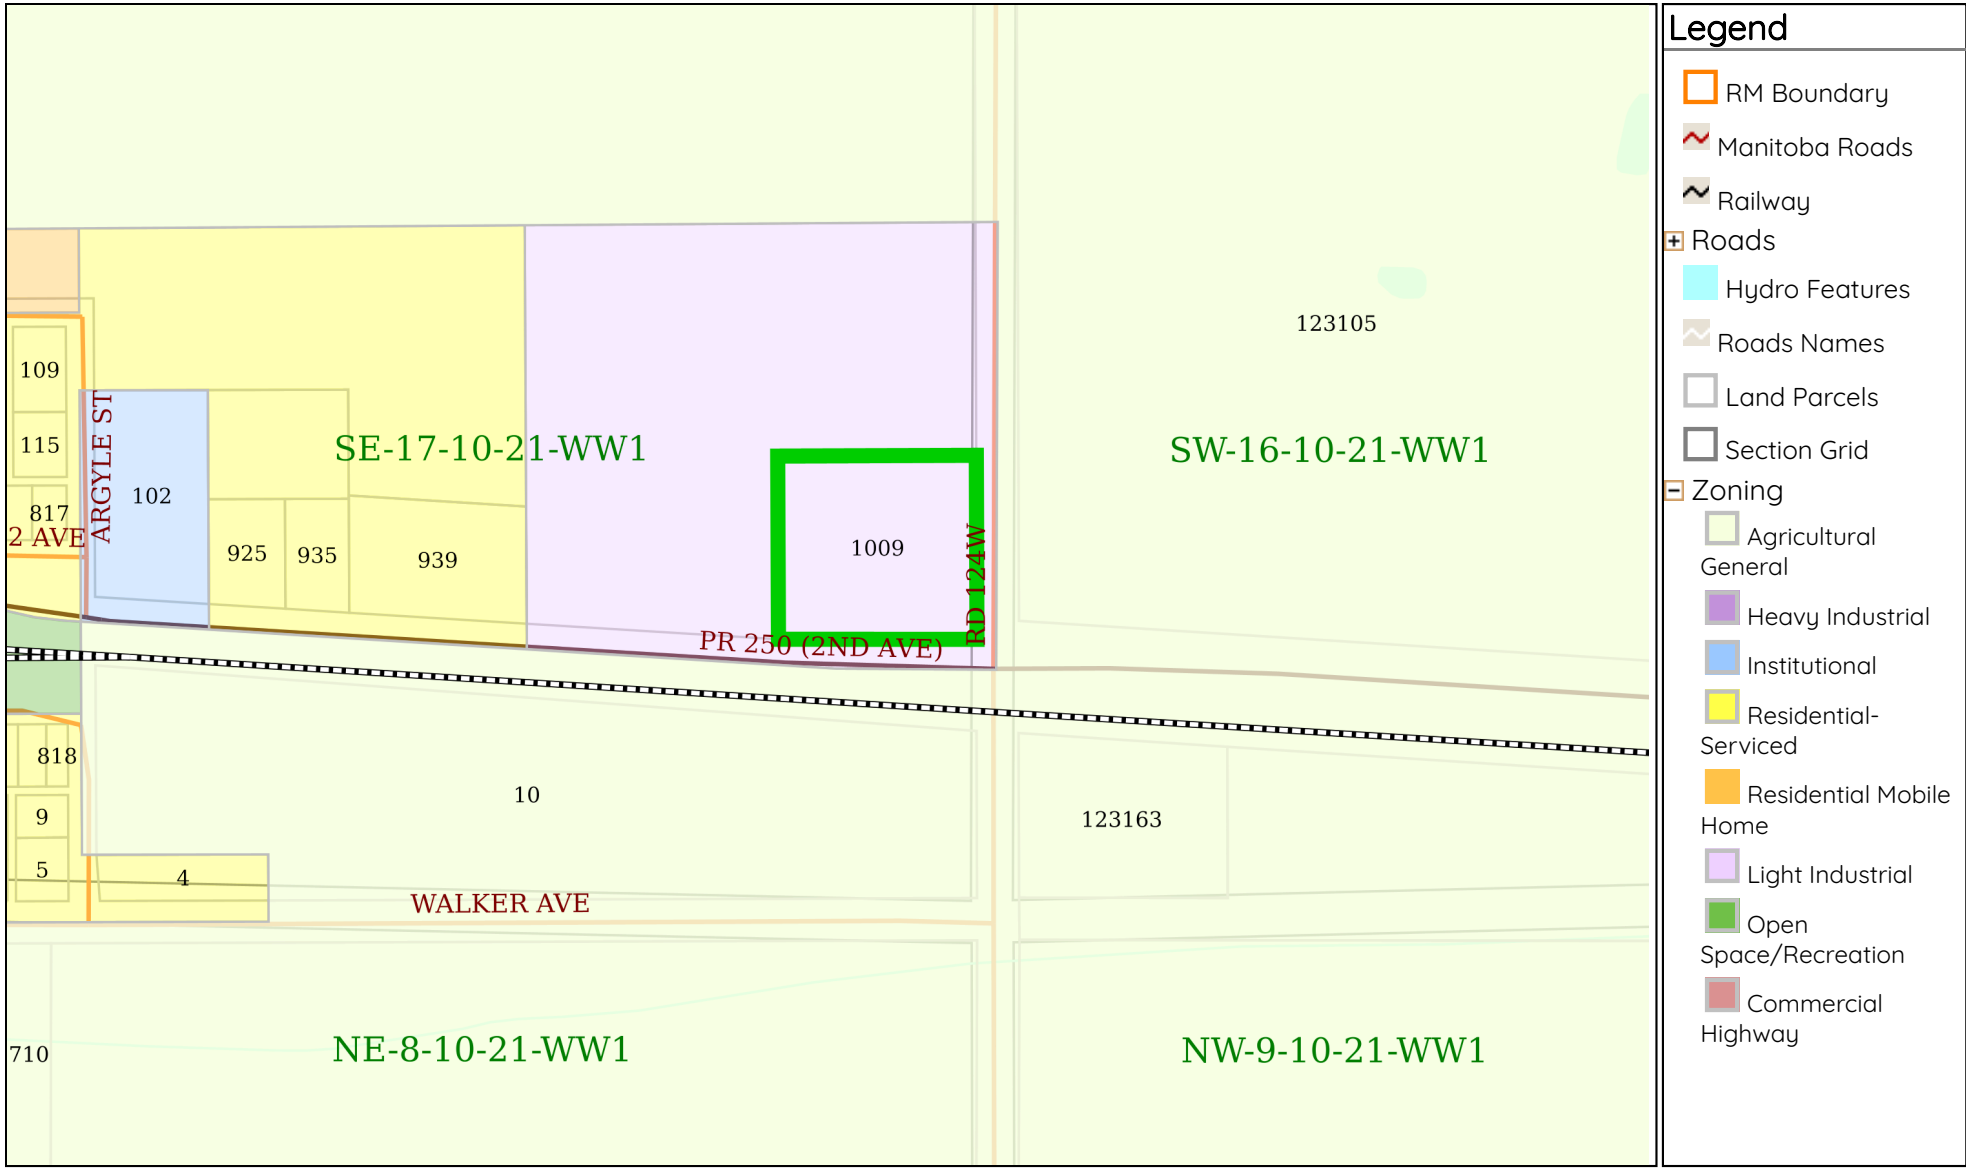 123105
109
115
817
2 AVE
ARGYLE ST
102
SE-17-10-21-WW1
SW-16-10-21-WW1
925
935
939
1009
RD 124W
PR 250 (2ND AVE)
818
10
9
5
4
123163
WALKER AVE
710
NE-8-10-21-WW1
NW-9-10-21-WW1
Legend
RM Boundary
Manitoba Roads
Railway
Roads
Hydro Features
Roads Names
Land Parcels
Section Grid
Zoning
Agricultural
General
Heavy Industrial
Institutional
Residential-
Serviced
Residential Mobile
Home
Light Industrial
Open
Space/Recreation
Commercial
Highway